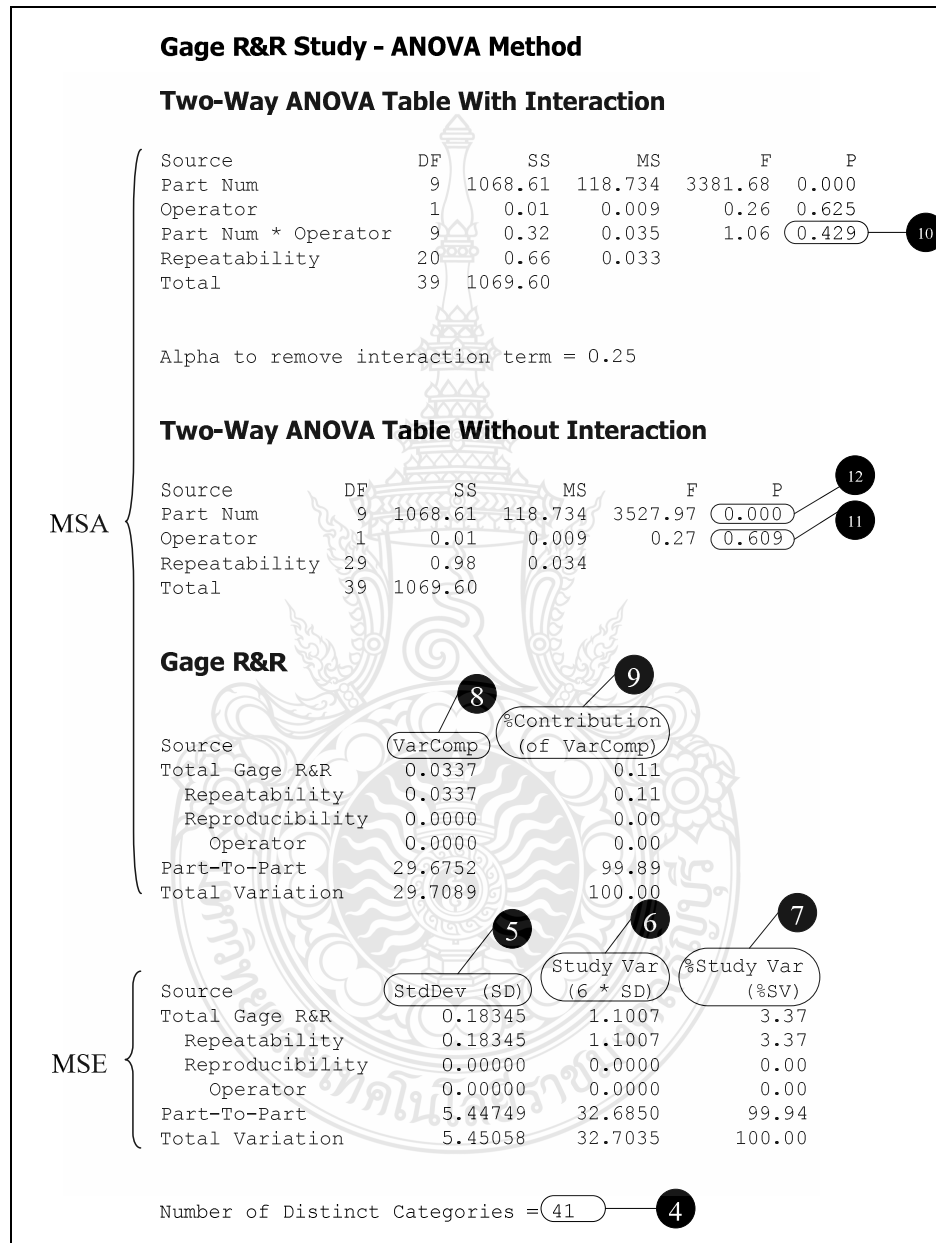 Gage R&R Study - ANOVA Method
Two-Way ANOVA Table With Interaction
Source DF SS MS F P
Part Num 9 1068.61 118.734 3381.68 0.000
Operator 1 0.01 0.009 0.26 0.625
Part Num * Operator 9 0.32 0.035 1.06 0.429 10
Repeatability 20 0.66 0.033
Total 39 1069.60
Alpha to remove interaction term = 0.25
Two-Way ANOVA Table Without Interaction
12
Source DF SS MS F P
MSA
Part Num 9 1068.61 118.734 3527.97 0.000
11
Operator 1 0.01 0.009 0.27 0.609
Repeatability 29 0.98 0.034
Total 39 1069.60
Gage R&R
8 9
%Contribution
Source VarComp (of VarComp)
Total Gage R&R 0.0337 0.11
Repeatability 0.0337 0.11
Reproducibility 0.0000 0.00
Operator 0.0000 0.00
Part-To-Part 29.6752 99.89
Total Variation 29.7089 100.00
5 6 7
Study Var %Study Var
Source StdDev (SD) (6 * SD) (%SV)
Total Gage R&R 0.18345 1.1007 3.37
Repeatability 0.18345 1.1007 3.37
MSE
Reproducibility 0.00000 0.0000 0.00
Operator 0.00000 0.0000 0.00
Part-To-Part 5.44749 32.6850 99.94
Total Variation 5.45058 32.7035 100.00
Number of Distinct Categories = 41 4